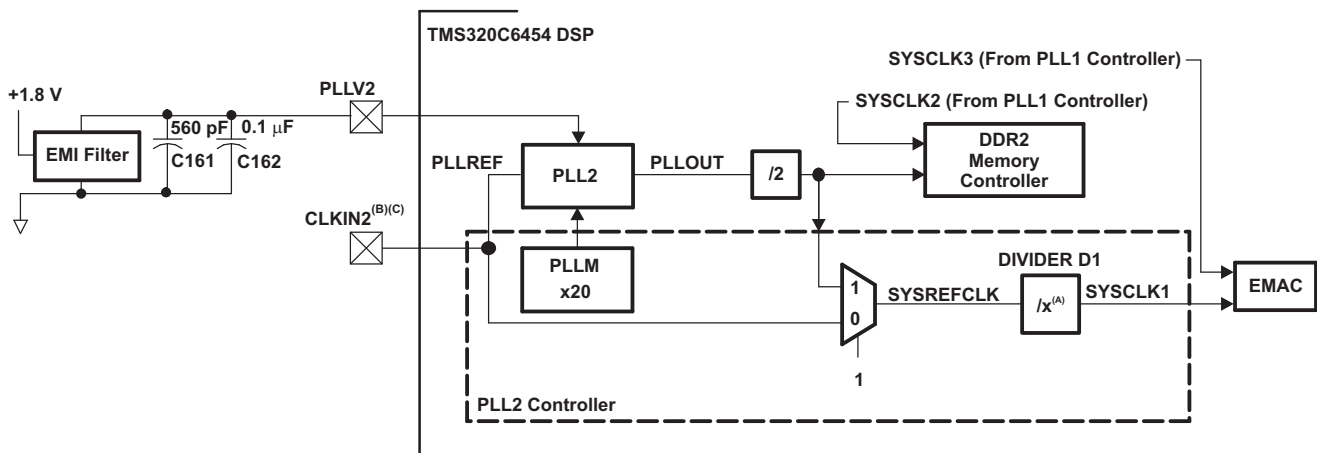 TMS320C6454 DSP
SYSCLK3 (From PLL1 Controller)
+1.8 V
PLLV2
SYSCLK2 (From PLL1 Controller)
560 pF
0.1 μF
EMI Filter
C161
C162
PLLREF
PLL2
PLLOUT
/2
DDR2
Memory
Controller
CLKIN2(B)(C)
PLLM
x20
DIVIDER D1
1
0
SYSREFCLK
/x(A)
SYSCLK1
EMAC
1
PLL2 Controller